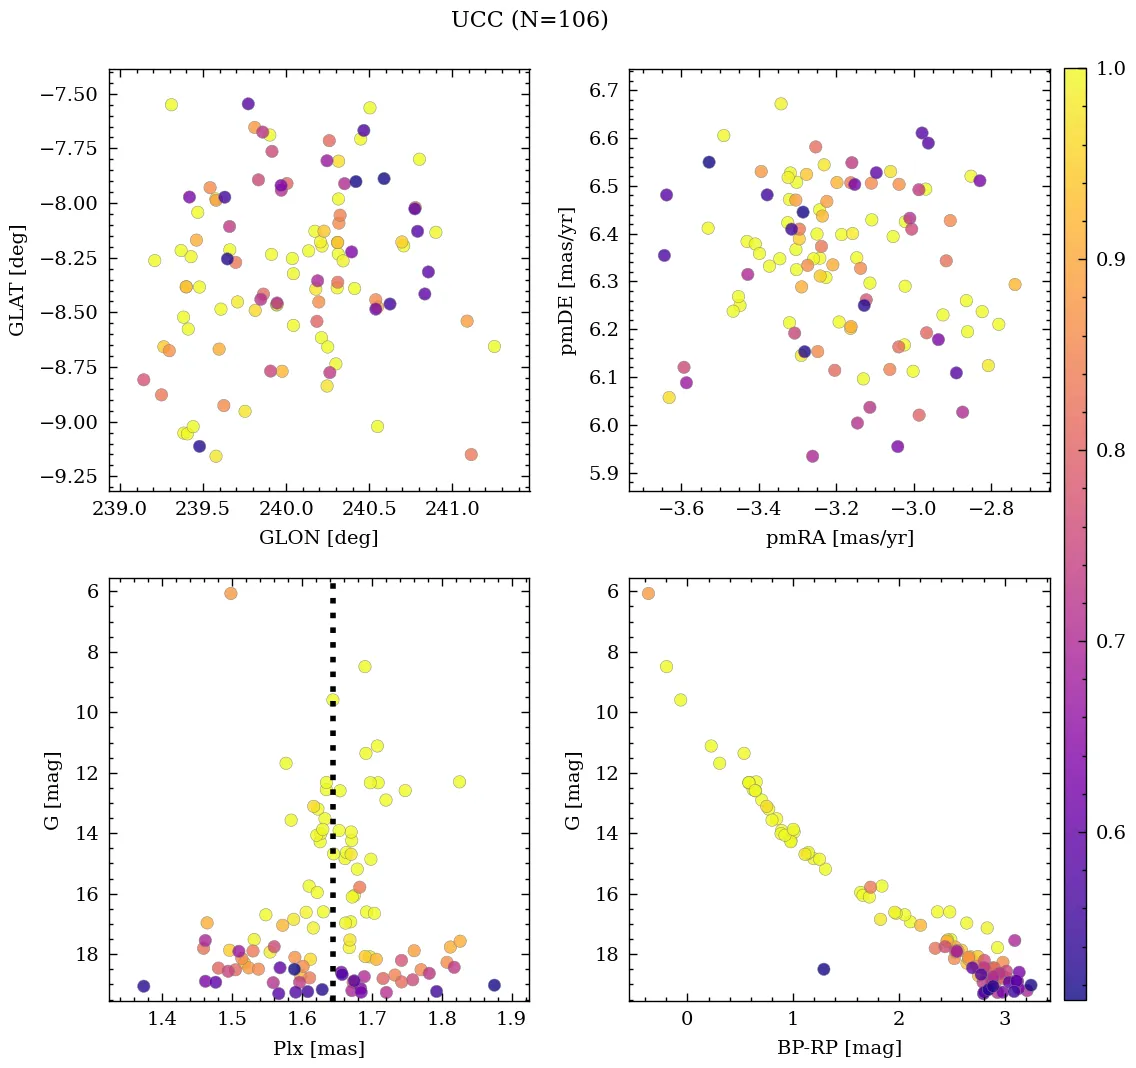 UCC (N=106)
−7.50
−7.75
−8.00
−8.25
−8.50
−8.75
−9.00
−9.25
GLAT [deg]
239.0 239.5 240.0 240.5 241.0
GLON [deg]
6.7
6.6
6.5
6.4
6.3
6.2
6.1
6.0
5.9
pmDE [mas/yr]
−3.6 −3.4 −3.2 −3.0 −2.8
pmRA [mas/yr]
1.0
0.9
0.8
0.7
0.6
6
8
10
12
14
16
18
G [mag]
1.4 1.5 1.6 1.7 1.8 1.9
Plx [mas]
6
8
10
12
14
16
18
G [mag]
0 1 2 3
BP-RP [mag]